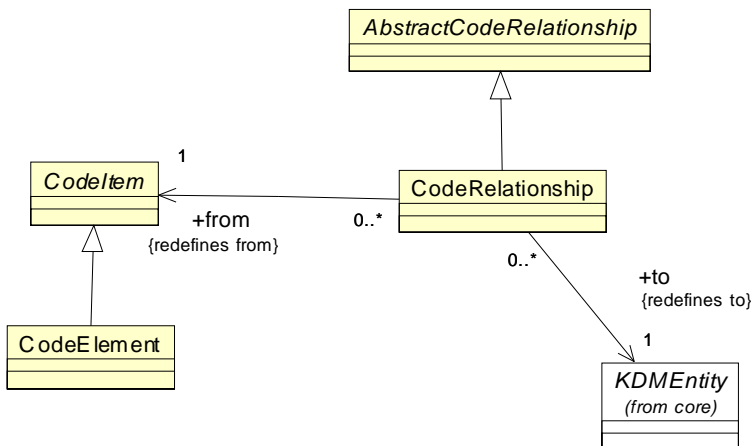 AbstractCodeRelationship
1
CodeItem
CodeRelationship
+from
0..*
{redefines from}
0..*
+to
{redefines to}
CodeElement
1
KDMEntity
(from core)